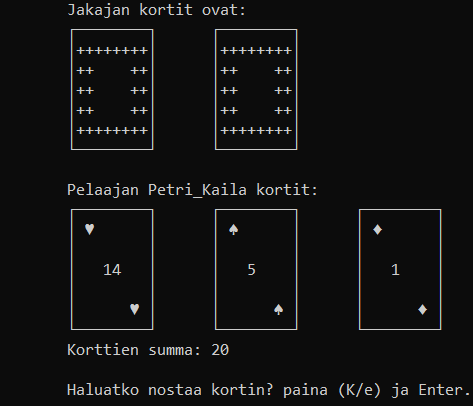 Jakajan kortit ovat:
++++++++ ++++++++
++    ++ ++    ++
++    ++ ++    ++
++    ++ ++    ++
++++++++ ++++++++
Pelaajan Petri_Kaila kortit:
♥ ♠ ♦
14 5 1
♥ ♠ ♦
Korttien summa: 20
Haluatko nostaa kortin? paina (K/e) ja Enter.